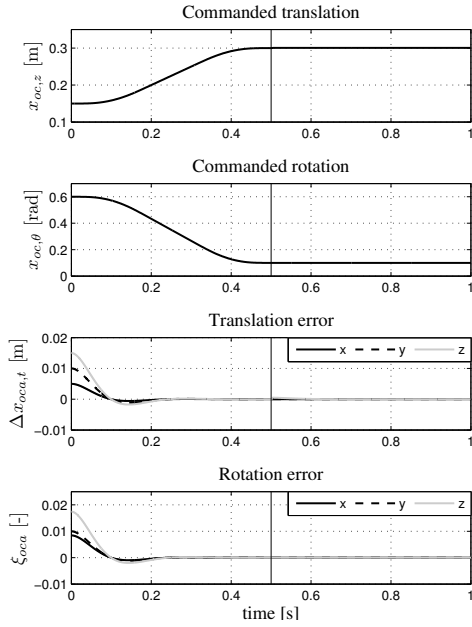 Commanded translation
x_{oc,z} [m]
0.3
0.2
0.1
0 0.2 0.4 0.6 0.8 1
Commanded rotation
x_{oc,θ} [rad]
0.6
0.4
0.2
0
0 0.2 0.4 0.6 0.8 1
Translation error
Δx_{oca,t} [m]
0.02
0.01
0
−0.01
x y z
0 0.2 0.4 0.6 0.8 1
Rotation error
ξ_{oca} [-]
0.02
0.01
0
−0.01
x y z
0 0.2 0.4 0.6 0.8 1
time [s]